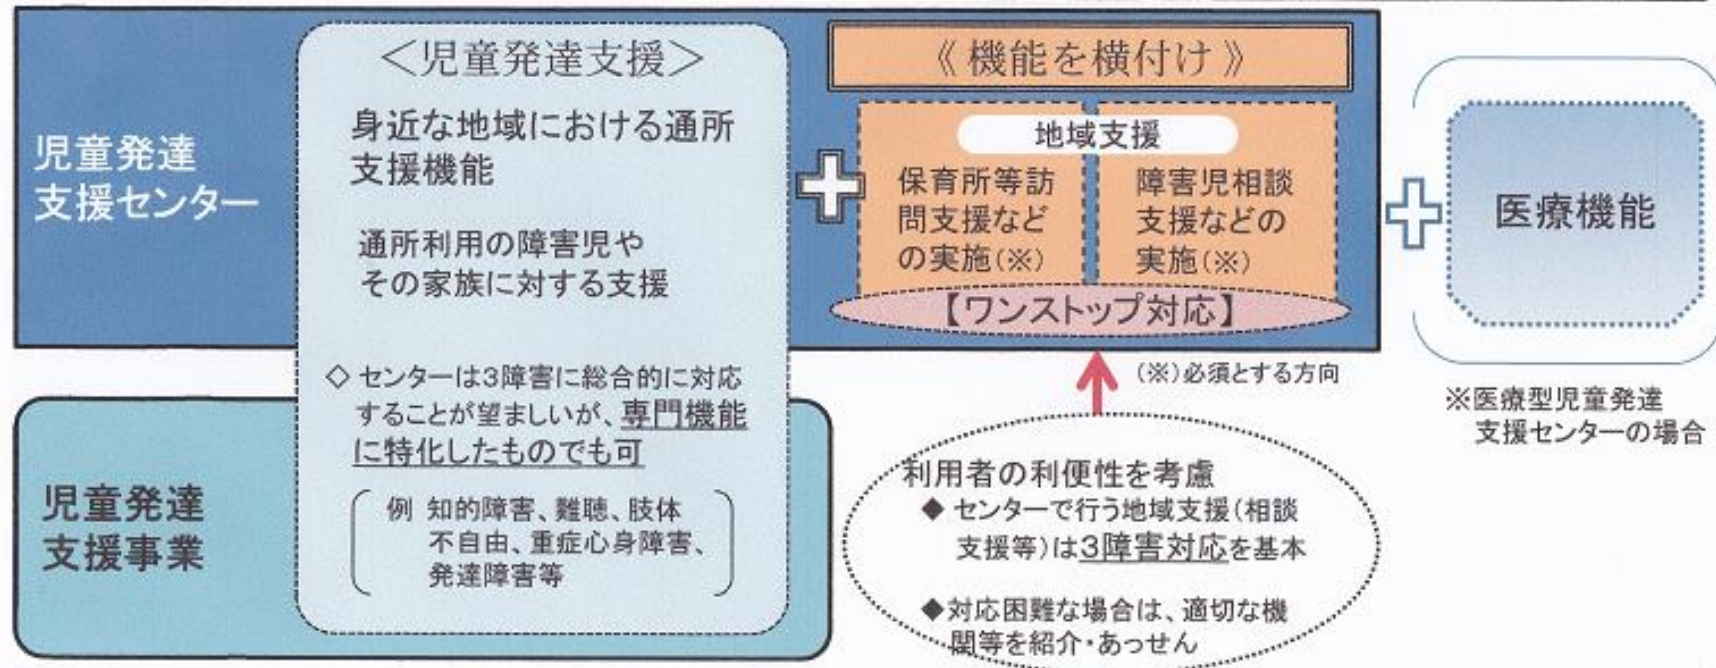 児童発達
支援センター
＜児童発達支援＞
身近な地域における通所
支援機能
通所利用の障害児や
その家族に対する支援
◇ センターは3障害に総合的に対応
することが望ましいが、専門機能
に特化したものでも可
例 知的障害、難聴、肢体
不自由、重症心身障害、
発達障害等
《 機能を横付け 》
地域支援
保育所等訪
問支援など
の実施(※)
障害児相談
支援などの
実施(※)
【ワンストップ対応】
(※)必須とする方向
医療機能
※医療型児童発達
支援センターの場合
児童発達
支援事業
利用者の利便性を考慮
◆ センターで行う地域支援(相談
支援等)は3障害対応を基本
◆対応困難な場合は、適切な機
関等を紹介・あっせん